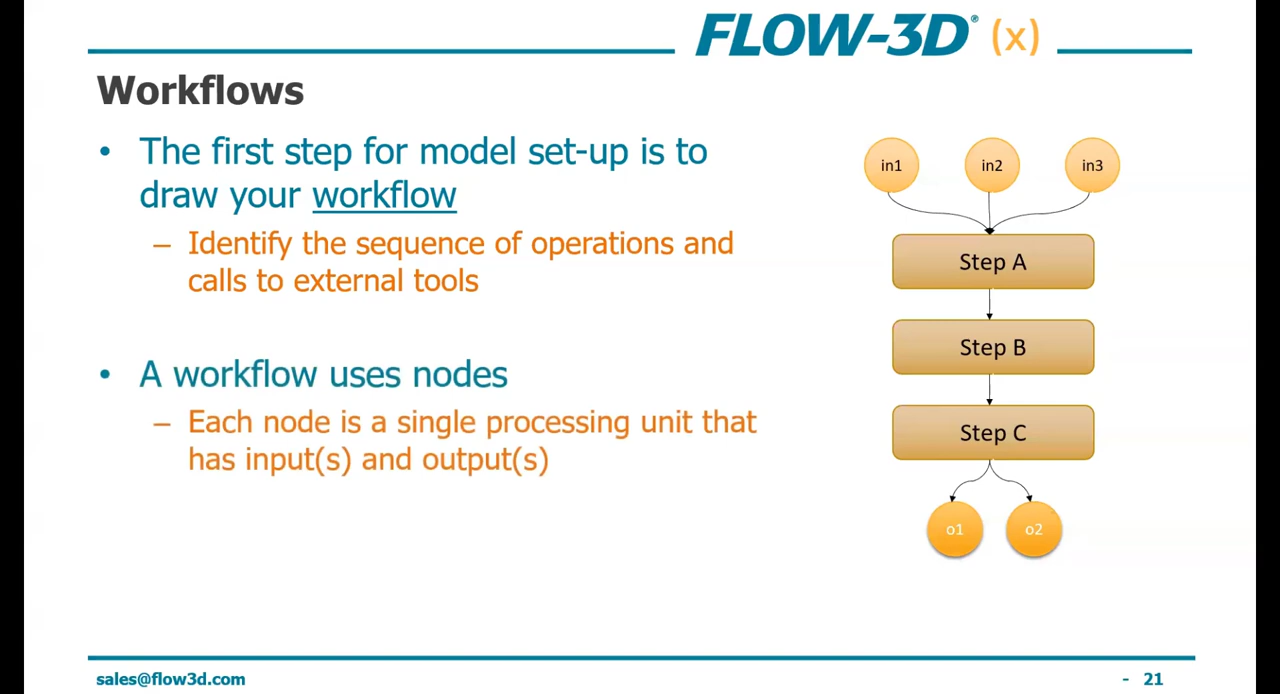 FLOW-3D® (x)
Workflows
• The first step for model set-up is to
draw your workflow
– Identify the sequence of operations and
calls to external tools
• A workflow uses nodes
– Each node is a single processing unit that
has input(s) and output(s)
in1 in2 in3
Step A
Step B
Step C
o1 o2
sales@flow3d.com - 21